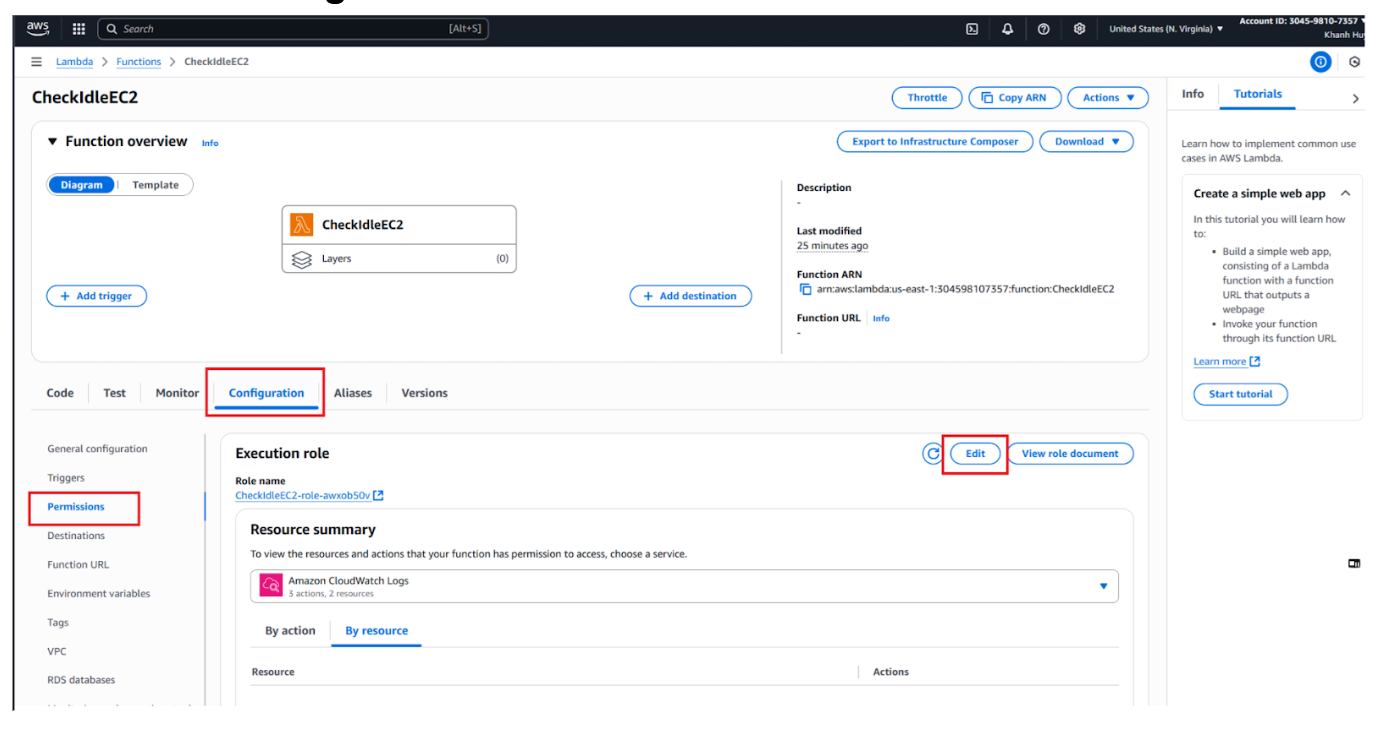 aws
Search
[Alt+S]
United States (N. Virginia) ▼
Account ID: 3045-9810-7357
Khanh Hu
Lambda > Functions > CheckIdleEC2
CheckIdleEC2
Throttle
Copy ARN
Actions ▼
Info
Tutorials
▼ Function overview Info
Export to Infrastructure Composer
Download ▼
Diagram
Template
CheckIdleEC2
Layers
(0)
+ Add trigger
+ Add destination
Description
-
Last modified
25 minutes ago
Function ARN
arn:aws:lambda:us-east-1:304598107357:function:CheckIdleEC2
Function URL Info
-
Learn how to implement common use
cases in AWS Lambda.
Create a simple web app
In this tutorial you will learn how
to:
• Build a simple web app,
consisting of a Lambda
function with a function
URL that outputs a
webpage
• Invoke your function
through its function URL
Learn more
Start tutorial
Code
Test
Monitor
Configuration
Aliases
Versions
General configuration
Triggers
Permissions
Destinations
Function URL
Environment variables
Tags
VPC
RDS databases
Execution role
Edit
View role document
Role name
CheckIdleEC2-role-awxob50v
Resource summary
To view the resources and actions that your function has permission to access, choose a service.
Amazon CloudWatch Logs
3 actions, 2 resources
By action
By resource
Resource
Actions